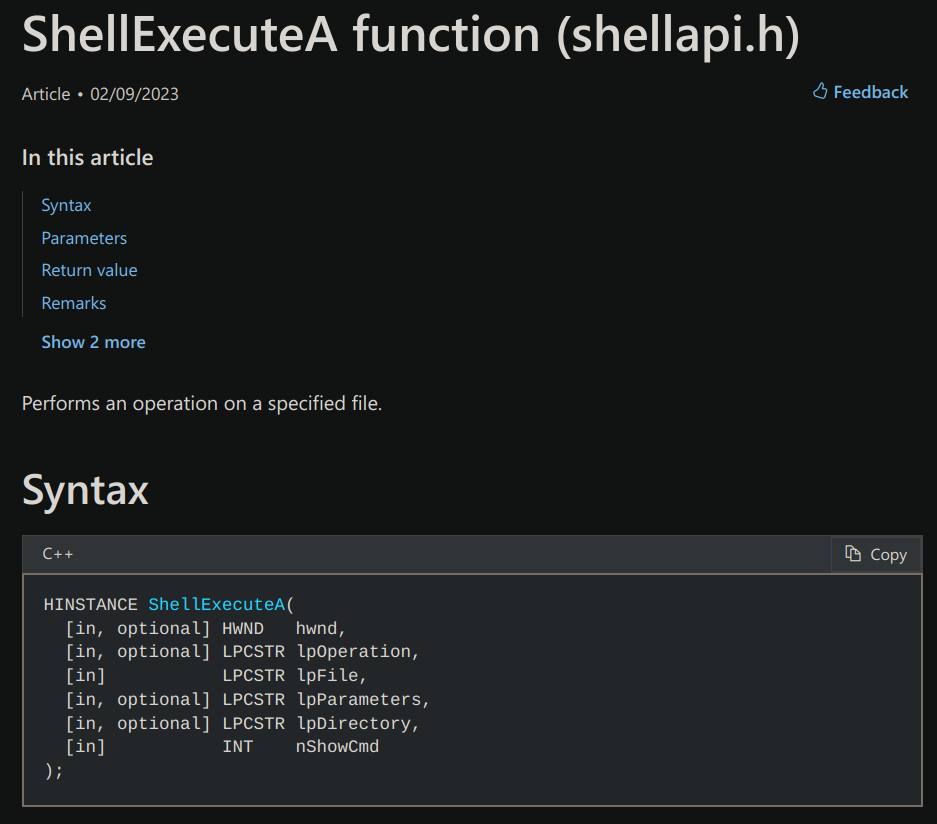 ShellExecuteA function (shellapi.h)
Article • 02/09/2023
Feedback
In this article
Syntax
Parameters
Return value
Remarks
Show 2 more
Performs an operation on a specified file.
Syntax
C++
Copy
HINSTANCE ShellExecuteA(
  [in, optional] HWND   hwnd,
  [in, optional] LPCSTR lpOperation,
  [in]           LPCSTR lpFile,
  [in, optional] LPCSTR lpParameters,
  [in, optional] LPCSTR lpDirectory,
  [in]           INT    nShowCmd
);